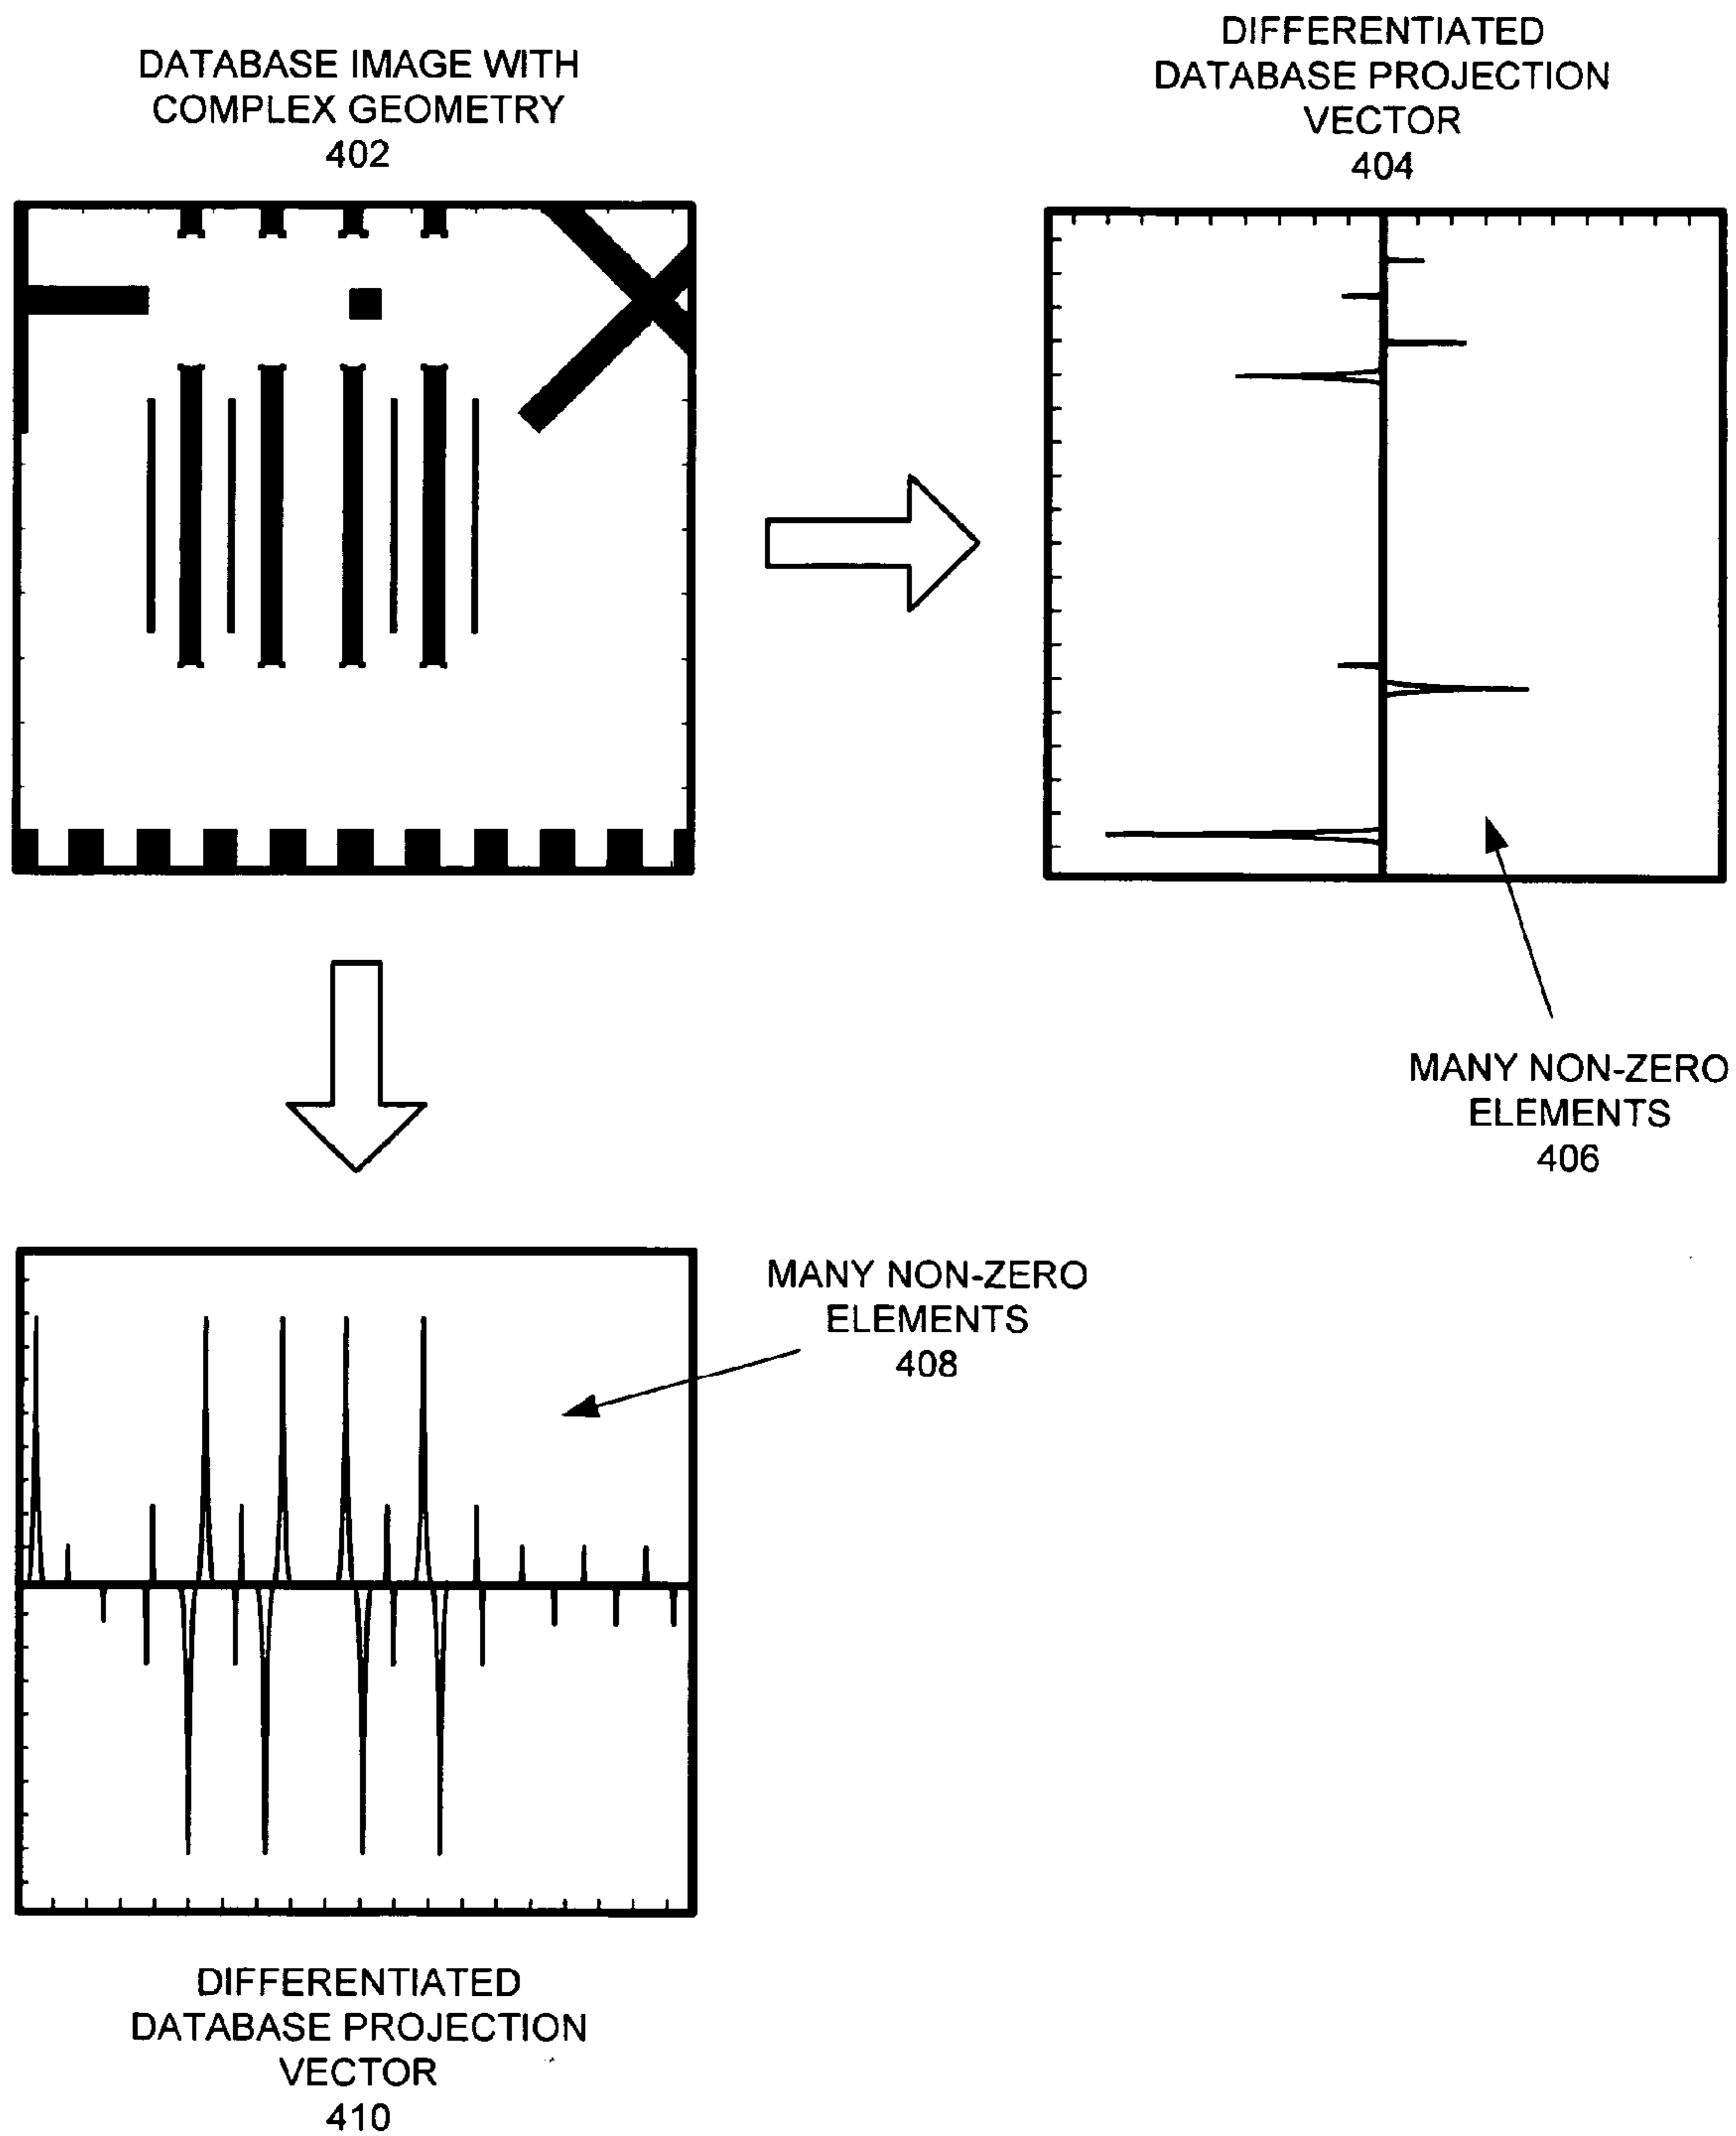 DATABASE IMAGE WITH
COMPLEX GEOMETRY
402
DIFFERENTIATED
DATABASE PROJECTION
VECTOR
404
MANY NON-ZERO
ELEMENTS
406
MANY NON-ZERO
ELEMENTS
408
DIFFERENTIATED
DATABASE PROJECTION
VECTOR
410